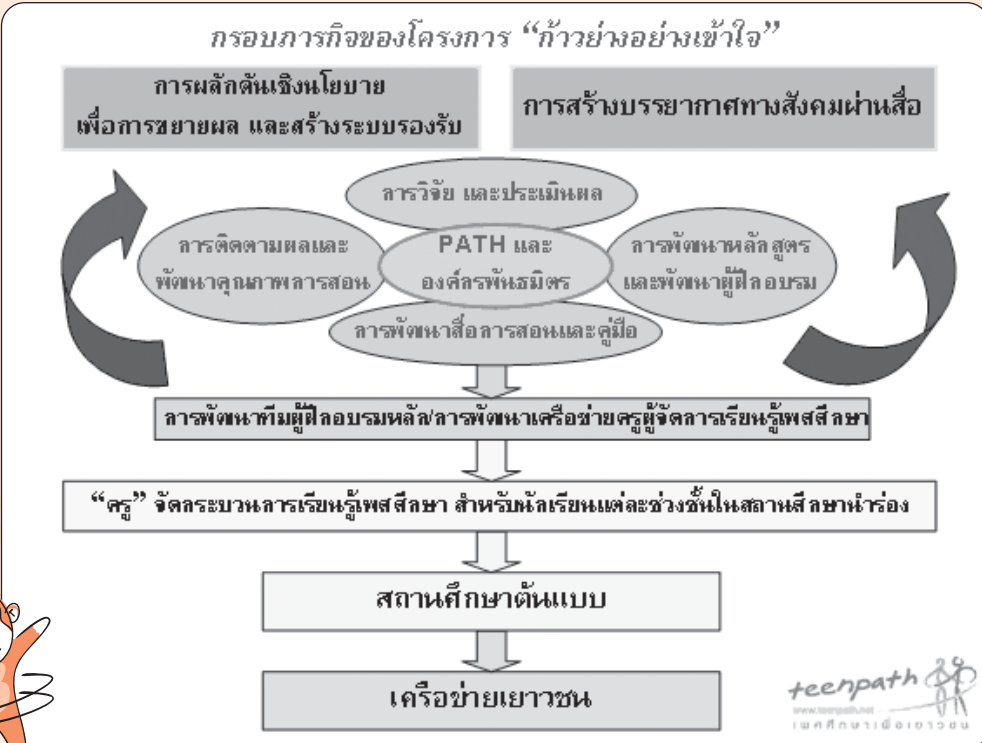 กรอบภารกิจของโครงการ “ก้าวย่างอย่างเข้าใจ”
การผลักดันเชิงนโยบาย
เพื่อการขยายผล และสร้างระบบรองรับ
การสร้างบรรยากาศทางสังคมผ่านสื่อ
การวิจัย และประเมินผล
การติดตามผลและ
พัฒนาคุณภาพการสอน
PATH และ
องค์กรพันธมิตร
การพัฒนาหลักสูตร
และพัฒนาผู้ฝึกอบรม
การพัฒนาสื่อการสอนและคู่มือ
การพัฒนาทีมผู้ฝึกอบรมหลัก/การพัฒนาเครือข่ายครูผู้จัดการเรียนรู้เพศศึกษา
“ครู” จัดกระบวนการเรียนรู้เพศศึกษา สำหรับนักเรียนแต่ละช่วงชั้นในสถานศึกษานำร่อง
สถานศึกษาต้นแบบ
เครือข่ายเยาวชน
teenpath
www.teenpath.net
เพศศึกษาเพื่อเยาวชน